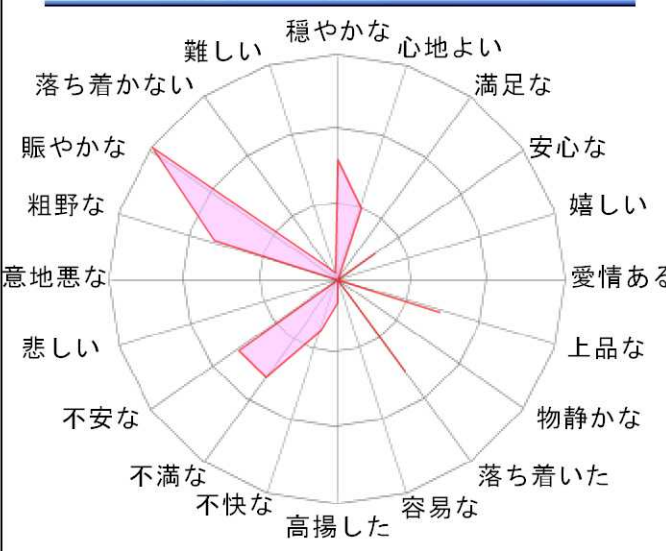 穏やかな
心地よい
満足な
安心な
嬉しい
愛情ある
上品な
物静かな
落ち着いた
容易な
高揚した
不快な
不満な
不安な
悲しい
意地悪な
粗野な
賑やかな
落ち着かない
難しい